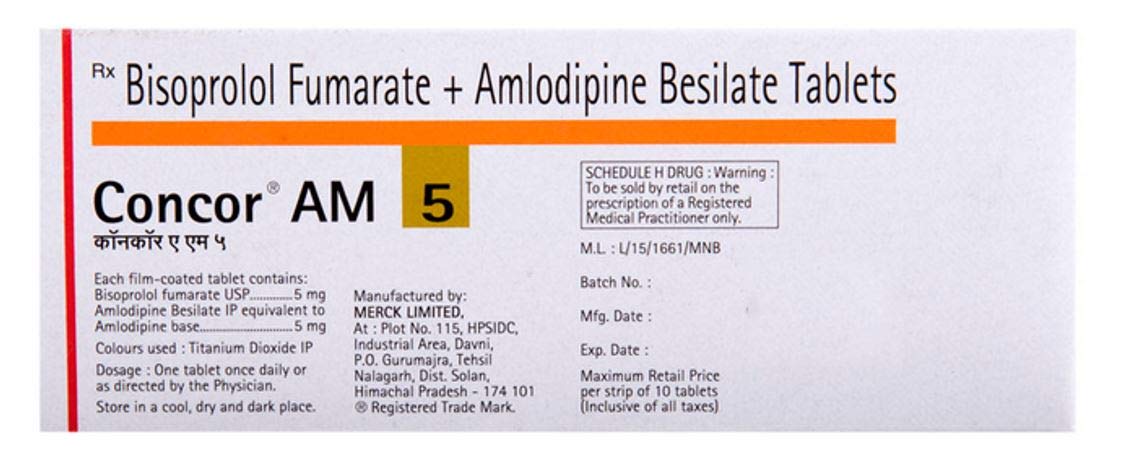 Rx Bisoprolol Fumarate + Amlodipine Besilate Tablets
Concor® AM 5
कॉनकॉर ए एम ५
Each film-coated tablet contains:
Bisoprolol fumarate USP.............5 mg
Amlodipine Besilate IP equivalent to
Amlodipine base............................5 mg
Colours used : Titanium Dioxide IP
Dosage : One tablet once daily or
as directed by the Physician.
Store in a cool, dry and dark place.
Manufactured by:
MERCK LIMITED,
At : Plot No. 115, HPSIDC,
Industrial Area, Davni,
P.O. Gurumajra, Tehsil
Nalagarh, Dist. Solan,
Himachal Pradesh - 174 101
® Registered Trade Mark.
SCHEDULE H DRUG : Warning :
To be sold by retail on the
prescription of a Registered
Medical Practitioner only.
M.L. : L/15/1661/MNB
Batch No. :
Mfg. Date :
Exp. Date :
Maximum Retail Price
per strip of 10 tablets
(Inclusive of all taxes)